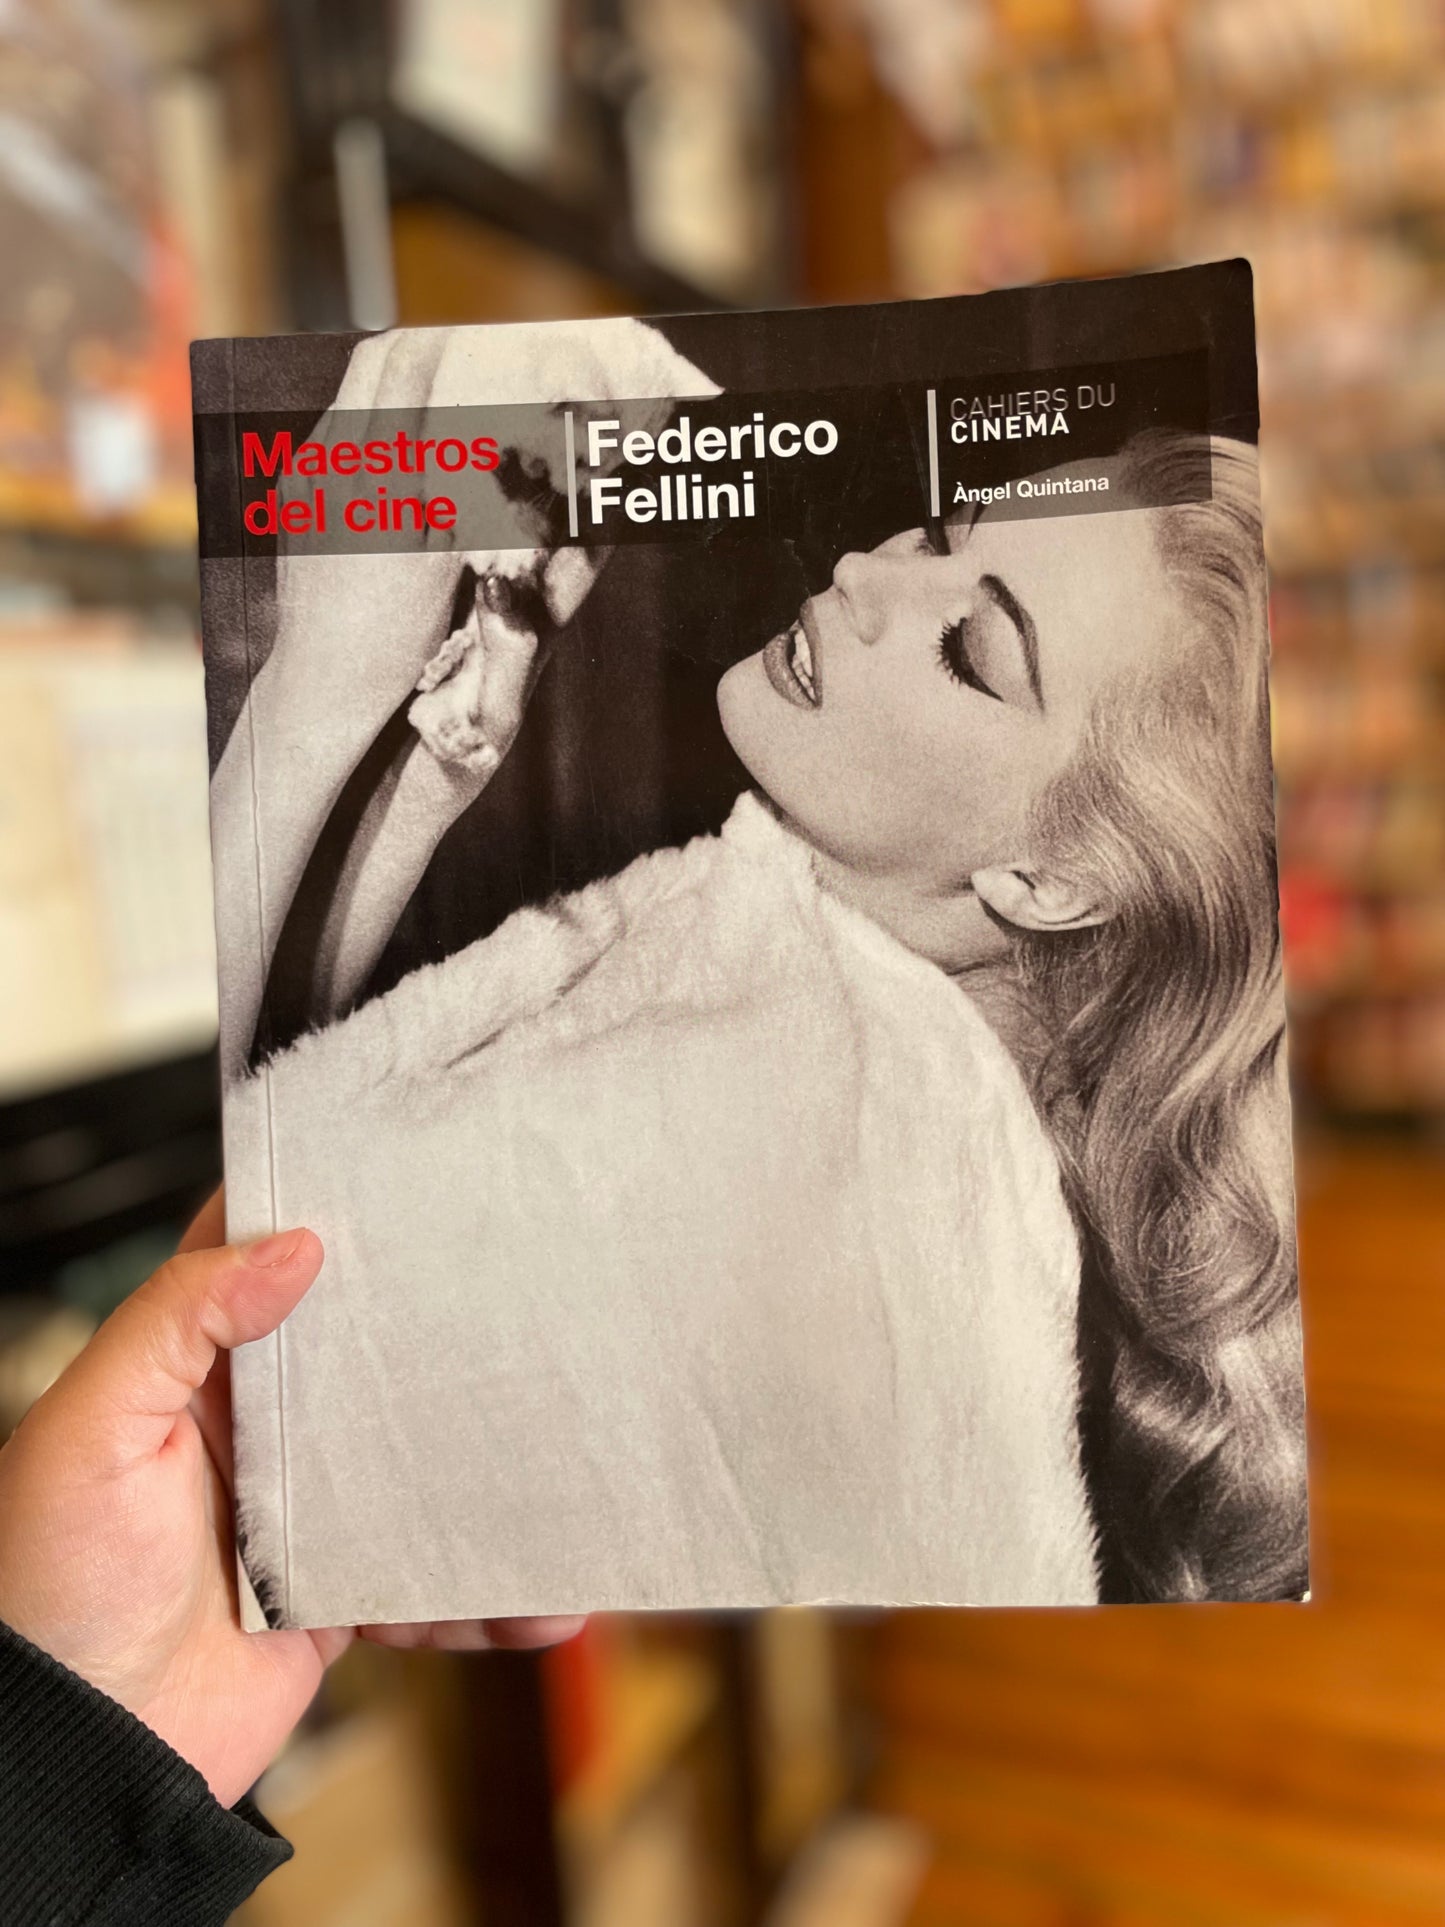 Maestros
del cine
Federico
Fellini
CAHIERS DU
CINEMA
Àngel Quintana